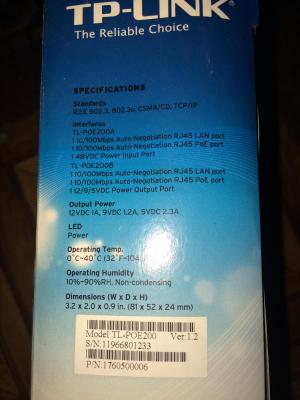 TP-LINK
The Reliable Choice
SPECIFICATIONS
Standards
IEEE 802.3, 802.3u, CSMA/CD, TCP/IP
Interfaces
TL-POE200A
1 10/100Mbps Auto-Negotiation RJ45 LAN port
1 10/100Mbps Auto-Negotiation RJ45 PoE port
1 48VDC Power Input Port
TL-POE200B
1 10/100Mbps Auto-Negotiation RJ45 LAN port
1 10/100Mbps Auto-Negotiation RJ45 PoE port
1 12/9/5VDC Power Output Port
Output Power
12VDC 1A, 9VDC 1.2A, 5VDC 2.3A
LED
Power
Operating Temp.
0°C~40°C (32°F~104
Operating Humidity
10%~90%RH, Non-condensing
Dimensions (W x D x H)
3.2 x 2.0 x 0.9 in. (81 x 52 x 24 mm)
Model:TL-POE200 Ver:1.2
S/N:11966801233
P/N:1760500006